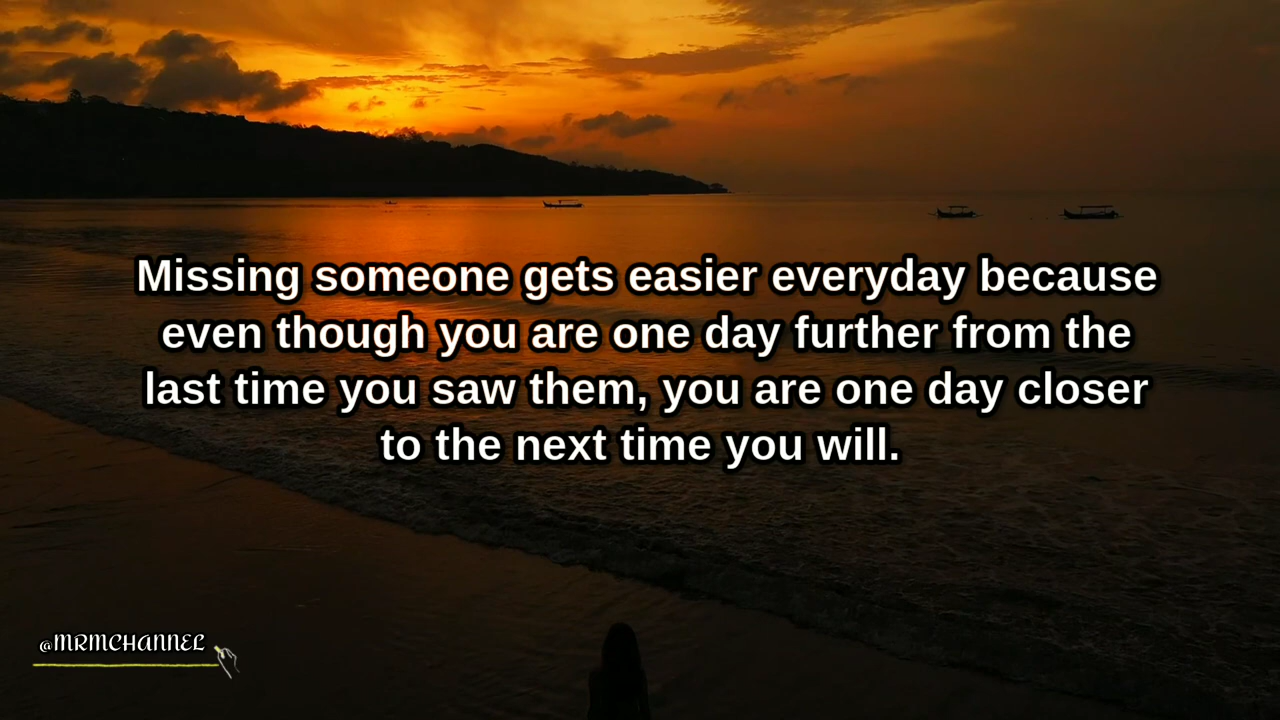 Missing someone gets easier everyday because
even though you are one day further from the
last time you saw them, you are one day closer
to the next time you will.
@MRMCHANNEL